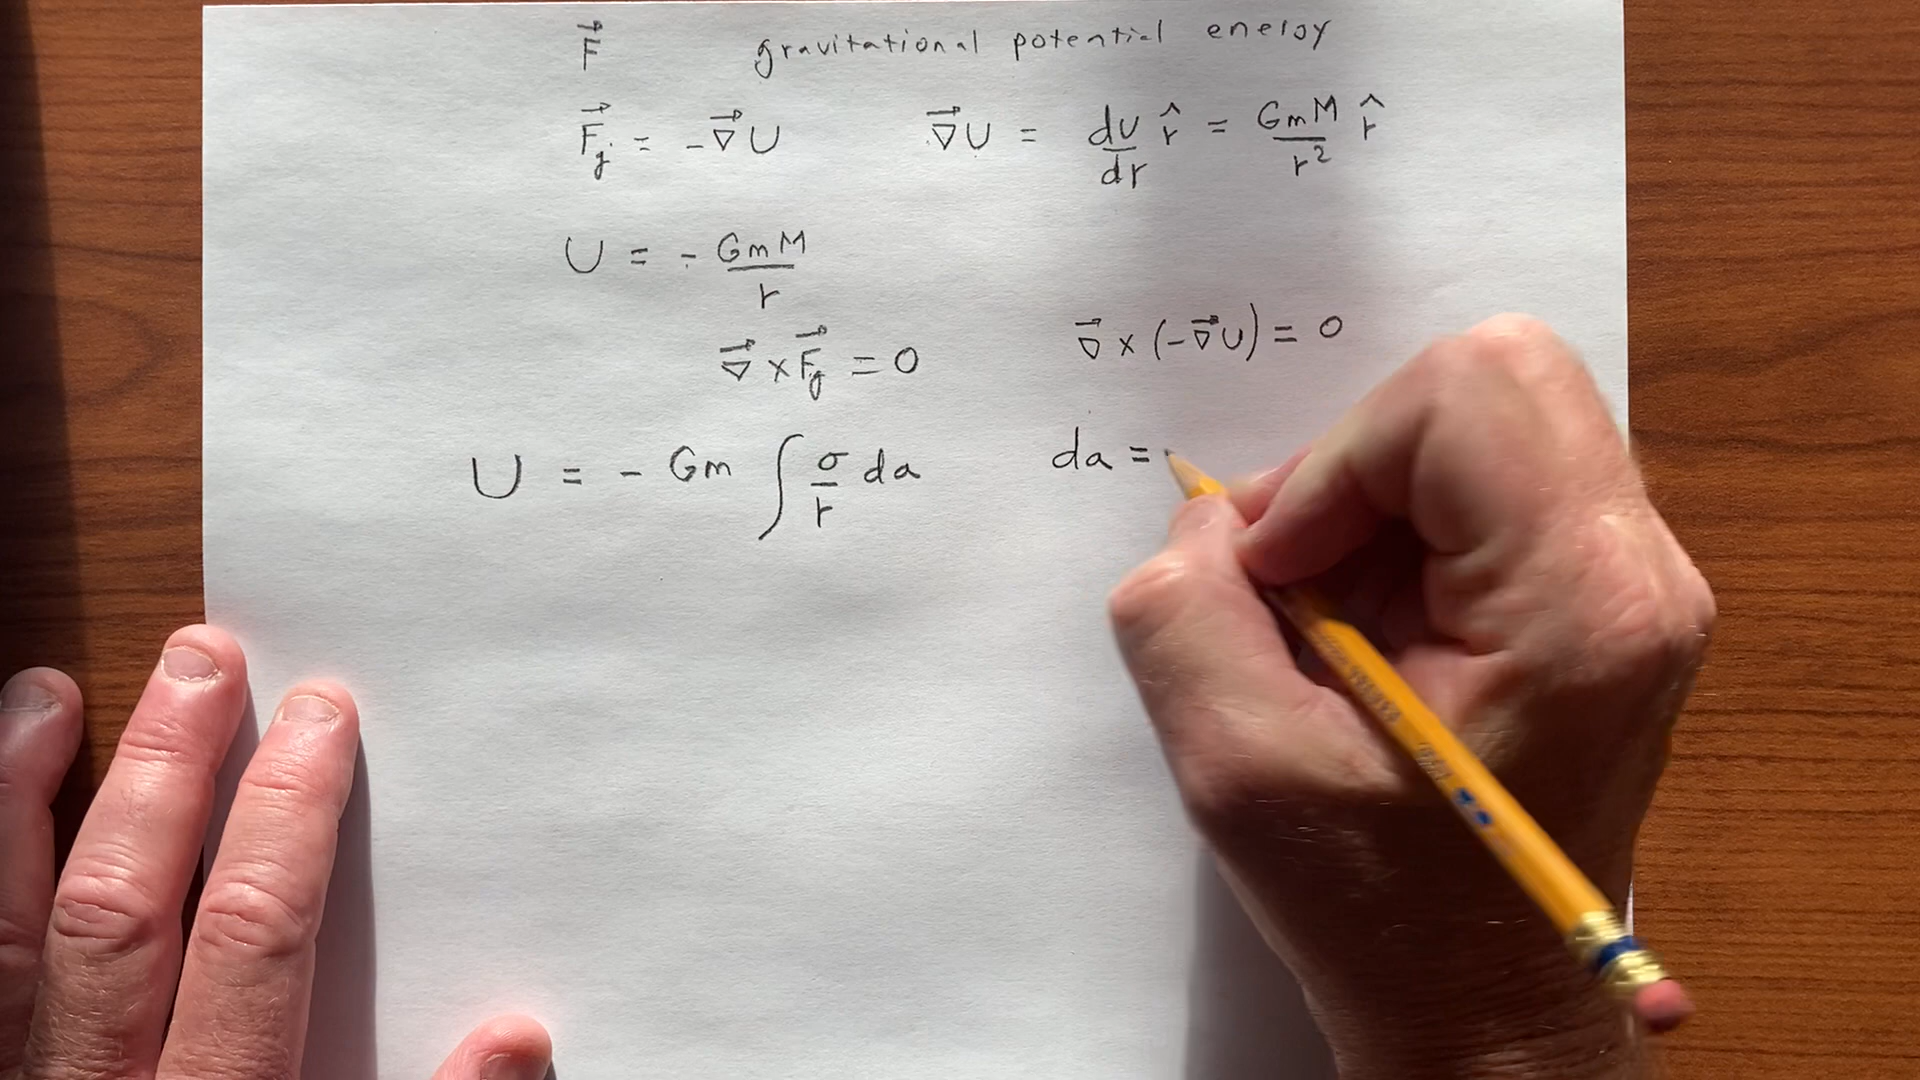 F⃗ gravitational potential energy
F⃗g = -∇⃗U ∇⃗U = dU/dr r̂ = GmM/r² r̂
U = - GmM/r
∇⃗ × F⃗g = 0 ∇⃗ × (-∇⃗U) = 0
U = - Gm ∫ σ/r da da =